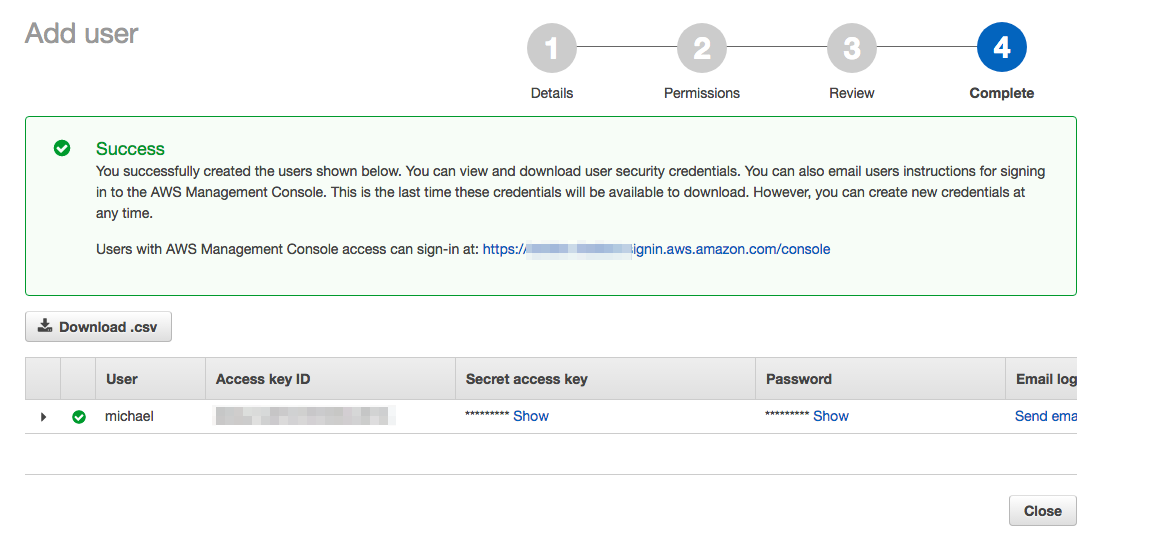 Add user
1
2
3
4
Details
Permissions
Review
Complete
Success
You successfully created the users shown below. You can view and download user security credentials. You can also email users instructions for signing
in to the AWS Management Console. This is the last time these credentials will be available to download. However, you can create new credentials at
any time.
Users with AWS Management Console access can sign-in at: https:/ ignin.aws.amazon.com/console
Download .csv
User Access key ID Secret access key Password Email log
michael ********* Show ********* Show Send ema
Close